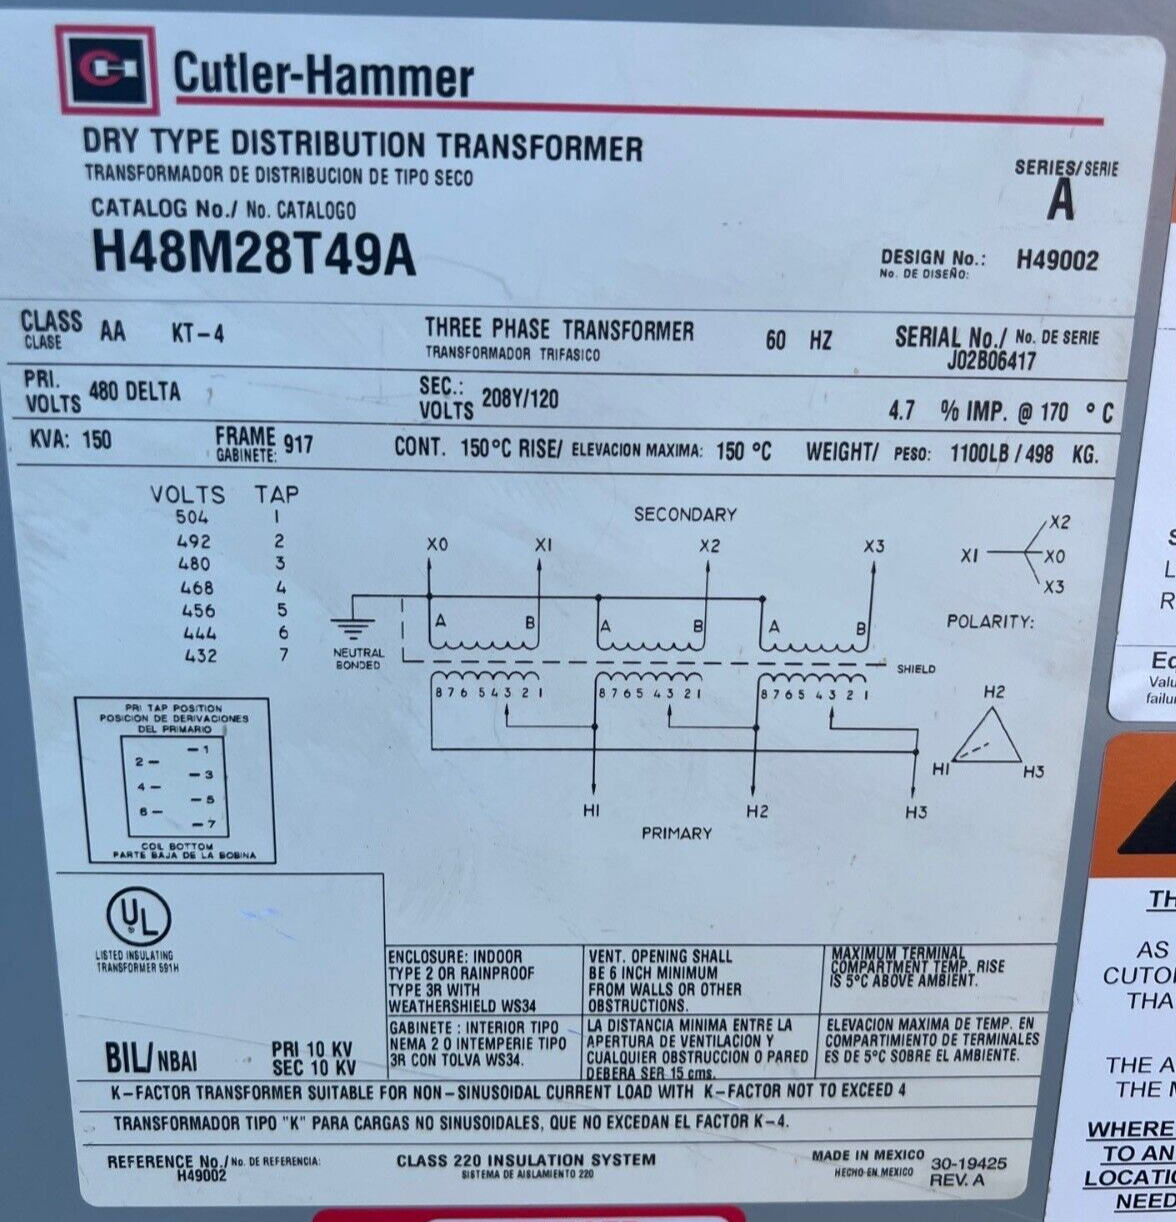 Cutler-Hammer
DRY TYPE DISTRIBUTION TRANSFORMER
TRANSFORMADOR DE DISTRIBUCION DE TIPO SECO
SERIES/SERIE
A
CATALOG No./ No. CATALOGO
H48M28T49A
DESIGN No.: H49002
No. DE DISEÑO:
CLASS AA KT-4 THREE PHASE TRANSFORMER 60 HZ SERIAL No./ No. DE SERIE
CLASE TRANSFORMADOR TRIFASICO J02B06417
PRI. VOLTS 480 DELTA SEC.: VOLTS 208Y/120 4.7 % IMP. @ 170 °C
KVA: 150 FRAME GABINETE: 917 CONT. 150°C RISE/ ELEVACION MAXIMA: 150 °C WEIGHT/ PESO: 1100LB / 498 KG.
VOLTS TAP
504 1
492 2
480 3
468 4
456 5
444 6
432 7
SECONDARY
X0 X1 X2 X3
A B A B A B
NEUTRAL
BONDED
SHIELD
8 7 6 5 4 3 2 1 8 7 6 5 4 3 2 1 8 7 6 5 4 3 2 1
H1 H2 H3
PRIMARY
X2
X1 X0
X3
POLARITY:
H2
H1 H3
PRI TAP POSITION
POSICION DE DERIVACIONES
DEL PRIMARIO
1
2
3
4
5
6
7
COIL BOTTOM
PARTE BAJA DE LA BOBINA
UL
LISTED INSULATING
TRANSFORMER 591H
BIL/ NBAI PRI 10 KV
SEC 10 KV
ENCLOSURE: INDOOR
TYPE 2 OR RAINPROOF
TYPE 3R WITH
WEATHERSHIELD WS34
VENT. OPENING SHALL
BE 6 INCH MINIMUM
FROM WALLS OR OTHER
OBSTRUCTIONS.
MAXIMUM TERMINAL
COMPARTMENT TEMP. RISE
IS 5°C ABOVE AMBIENT.
GABINETE : INTERIOR TIPO
NEMA 2 O INTEMPERIE TIPO
3R CON TOLVA WS34.
LA DISTANCIA MINIMA ENTRE LA
APERTURA DE VENTILACION Y
CUALQUIER OBSTRUCCION O PARED
DEBERA SER 15 cms.
ELEVACION MAXIMA DE TEMP. EN
COMPARTIMIENTO DE TERMINALES
ES DE 5°C SOBRE EL AMBIENTE.
K-FACTOR TRANSFORMER SUITABLE FOR NON-SINUSOIDAL CURRENT LOAD WITH K-FACTOR NOT TO EXCEED 4
TRANSFORMADOR TIPO "K" PARA CARGAS NO SINUSOIDALES, QUE NO EXCEDAN EL FACTOR K-4.
REFERENCE No./ No. DE REFERENCIA:
H49002
CLASS 220 INSULATION SYSTEM
SISTEMA DE AISLAMIENTO 220
MADE IN MEXICO
HECHO EN MEXICO
30-19425
REV. A
AS
THE
WHERE
TO AN
NEED